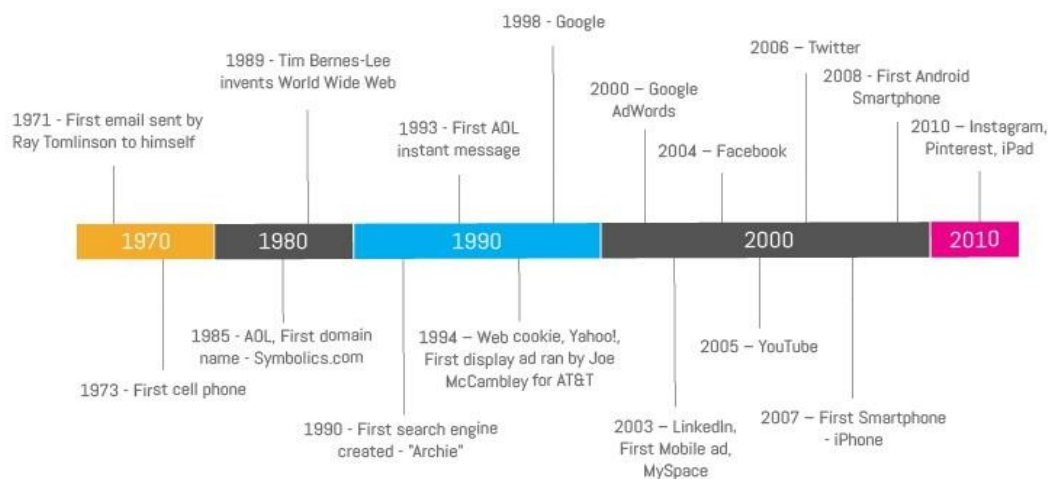 1998 - Google
1989 - Tim Bernes-Lee
invents World Wide Web
2006 – Twitter
2000 – Google
AdWords
2008 - First Android
Smartphone
1971 - First email sent by
Ray Tomlinson to himself
1993 - First AOL
instant message
2004 – Facebook
2010 – Instagram,
Pinterest, iPad
1970
1980
1990
2000
2010
1985 - AOL, First domain
name - Symbolics.com
1994 – Web cookie, Yahoo!,
First display ad ran by Joe
McCambley for AT&T
2005 – YouTube
1973 - First cell phone
1990 - First search engine
created - "Archie"
2003 – LinkedIn,
First Mobile ad,
MySpace
2007 – First Smartphone
- iPhone